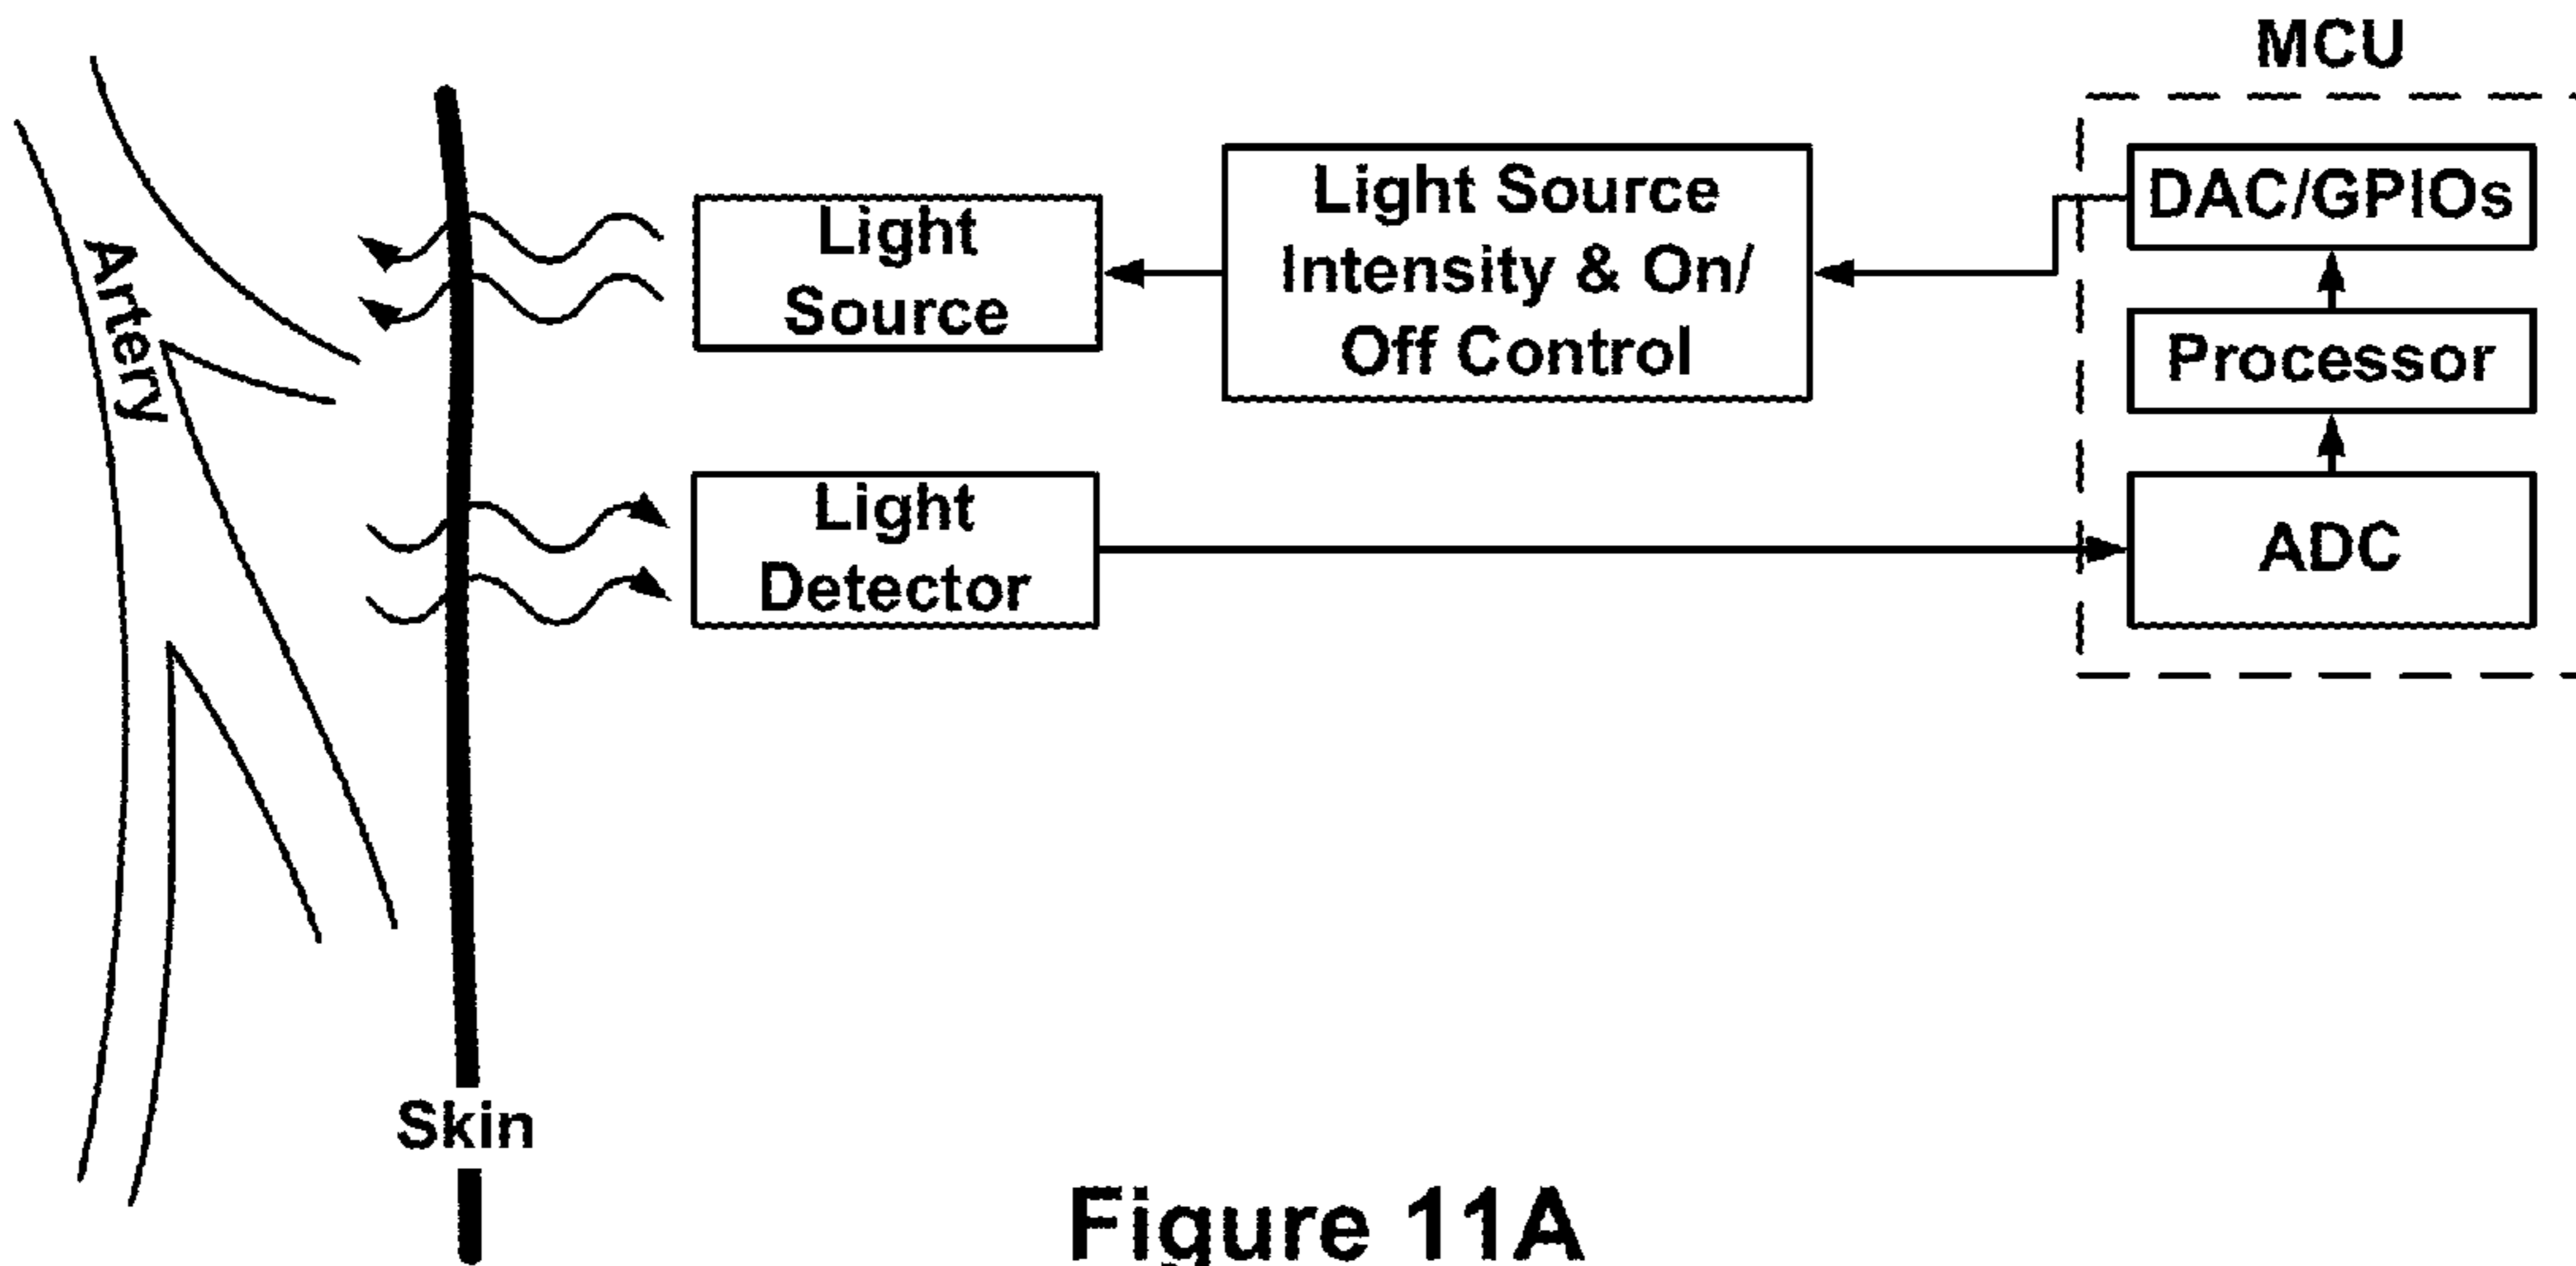 MCU
Artery
Light
Source
Light Source
Intensity & On/
Off Control
DAC/GPIOs
Processor
Light
Detector
ADC
Skin
Figure 11A